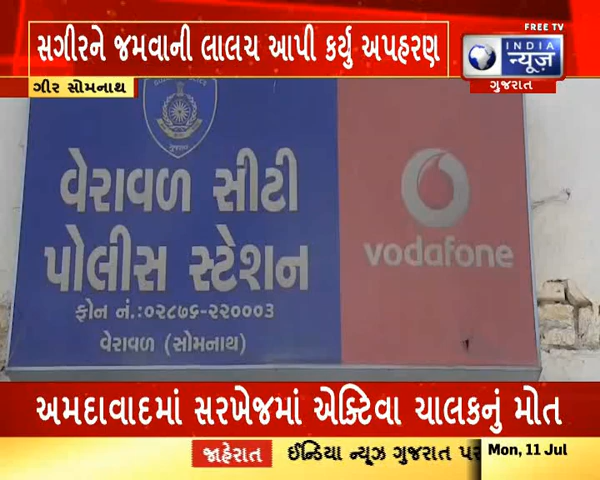 FREE TV
સગીરને જમવાની લાલચ આપી કર્યુ અપહરણ
INDIA
न्यूज़
ગુજરાત
ગીર સોમનાથ
વેરાવળ સીટી
પોલીસ સ્ટેશન
ફોન નં.:૦૨૮૭૬-૨૨૦૦૦૩
વેરાવળ (સોમનાથ)
vodafone
અમદાવાદમાં સરખેજમાં એક્ટિવા ચાલકનું મોત
જાહેરાત
ઈન્ડિયા ન્યૂઝ ગુજરાત પર
Mon, 11 Jul